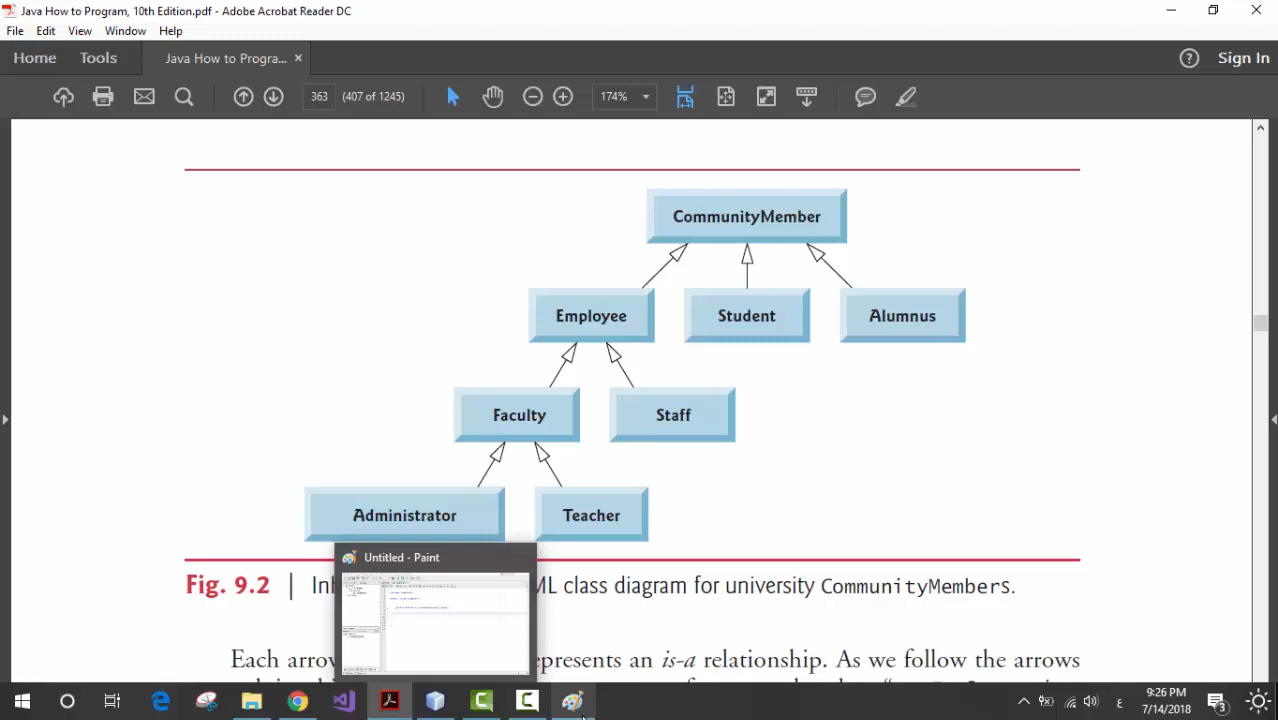 Java How to Program, 10th Edition.pdf - Adobe Acrobat Reader DC
File Edit View Window Help
Home Tools Java How to Progra... × Sign In
363 (407 of 1245) 174%
CommunityMember
Employee Student Alumnus
Faculty Staff
Administrator Teacher
Untitled - Paint
Fig. 9.2 | Inh ML class diagram for university CommunityMembers.
Each arro epresents an is-a relationship. As we follow the arrows
9:26 PM
ع
7/14/2018
3